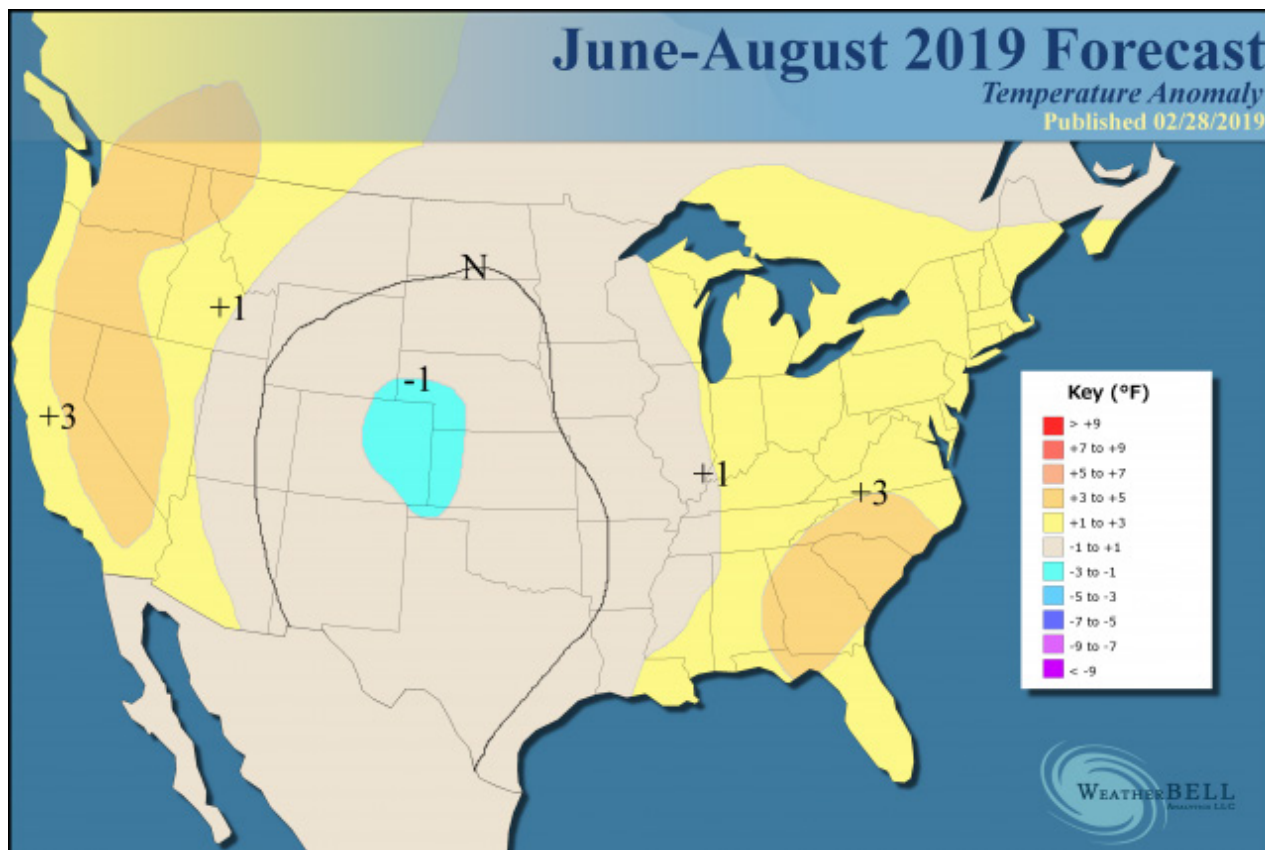 June-August 2019 Forecast
Temperature Anomaly
Published 02/28/2019
N
+1
-1
+3
+1
+3
Key (°F)
> +9
+7 to +9
+5 to +7
+3 to +5
+1 to +3
-1 to +1
-3 to -1
-5 to -3
-7 to -5
-9 to -7
< -9
WEATHERBELL
ANALYTICS LLC